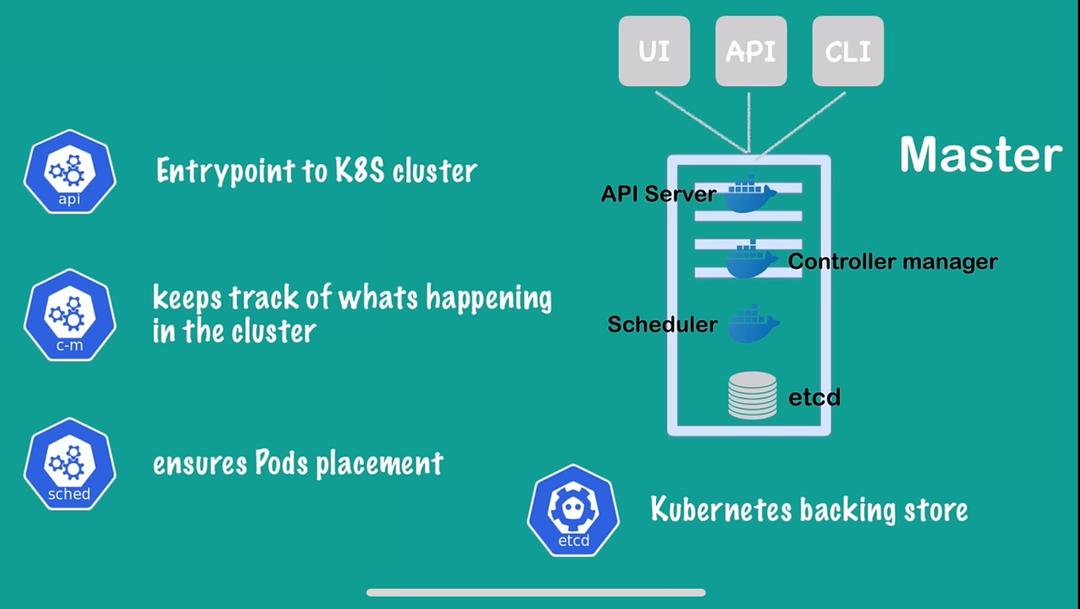 UI
API
CLI
Master
api
Entrypoint to K8S cluster
API Server
Controller manager
c-m
keeps track of whats happening
in the cluster
Scheduler
etcd
sched
ensures Pods placement
etcd
Kubernetes backing store